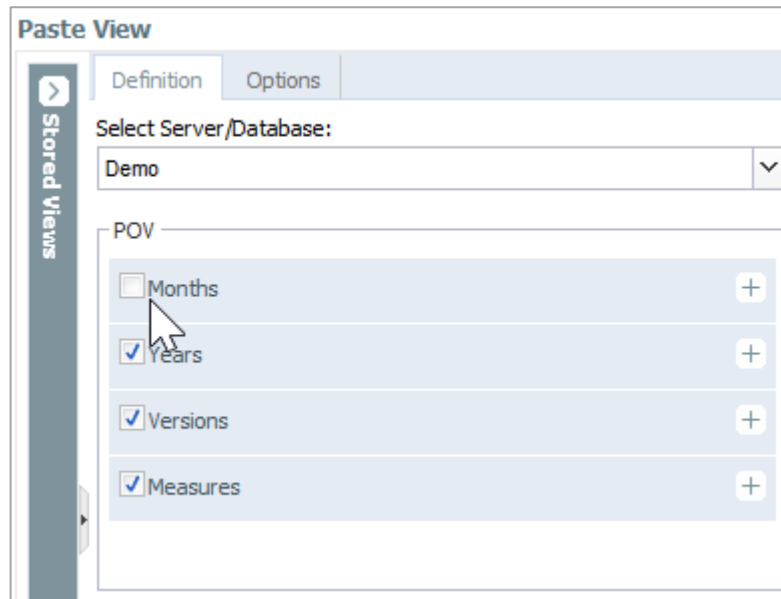 Paste View
Stored Views
Definition Options
Select Server/Database:
Demo
POV
Months
Years
Versions
Measures